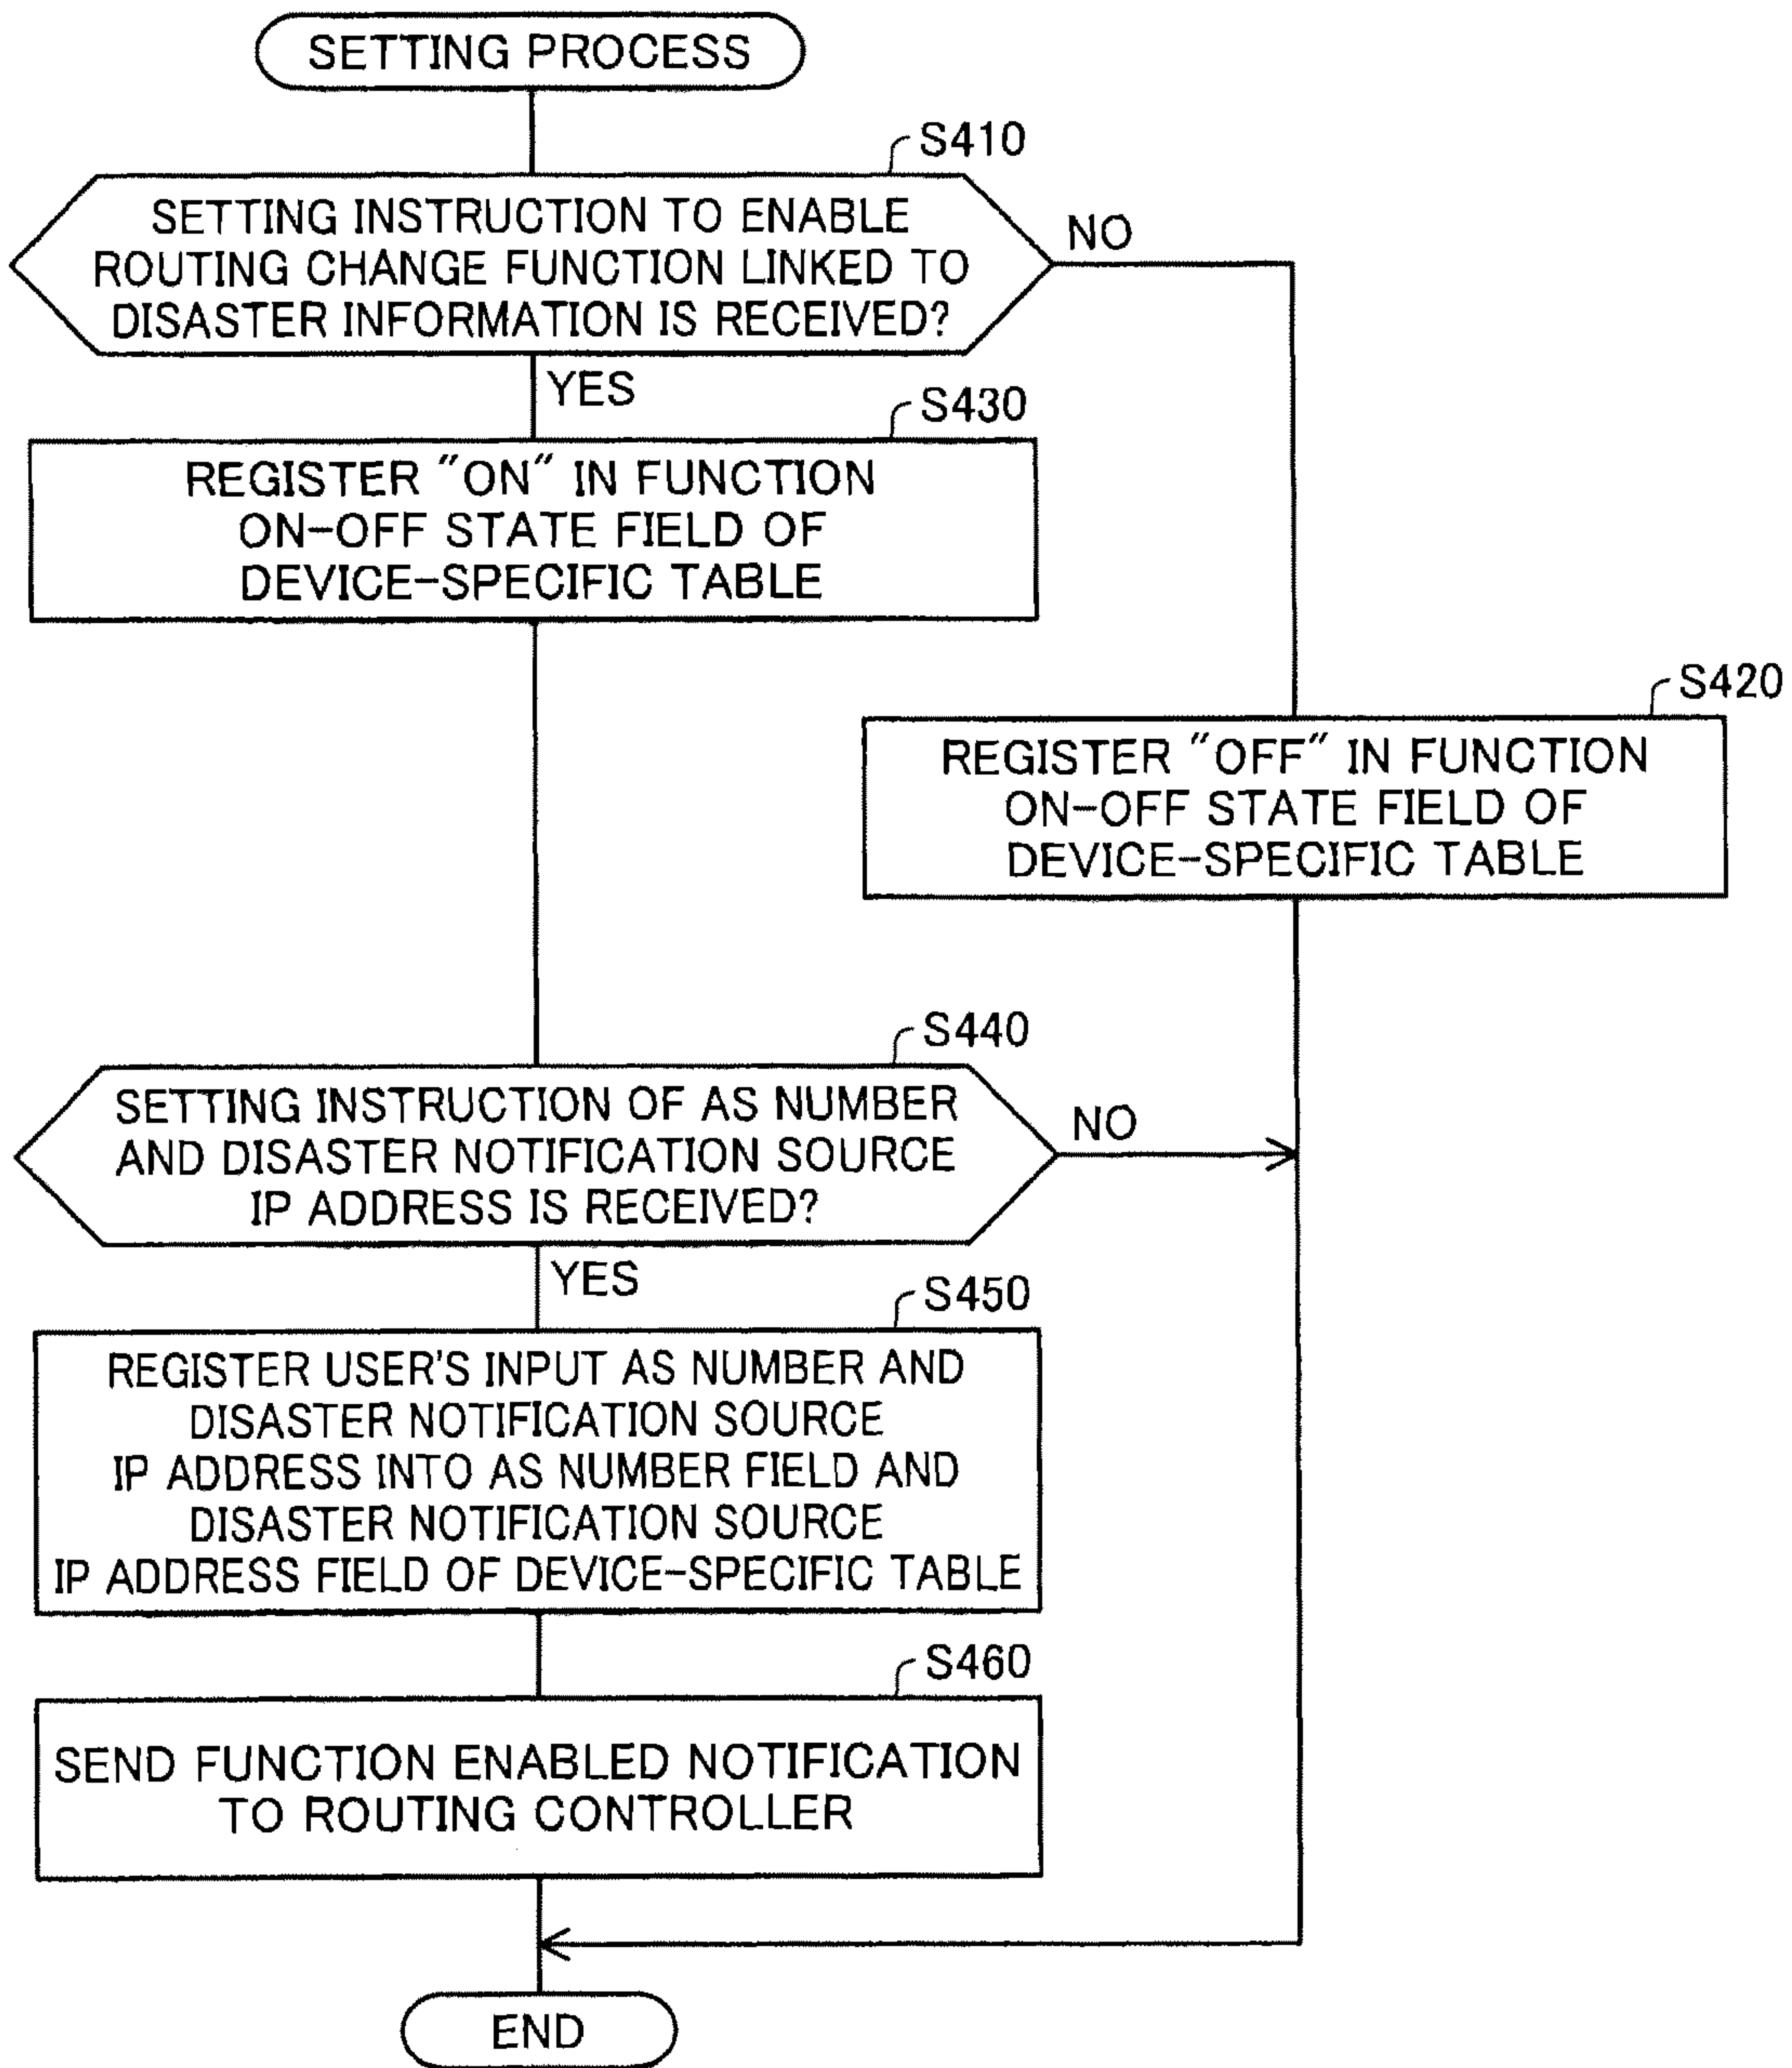 SETTING PROCESS
S410
SETTING INSTRUCTION TO ENABLE
ROUTING CHANGE FUNCTION LINKED TO
DISASTER INFORMATION IS RECEIVED?
NO
YES
S430
REGISTER "ON" IN FUNCTION
ON-OFF STATE FIELD OF
DEVICE-SPECIFIC TABLE
S420
REGISTER "OFF" IN FUNCTION
ON-OFF STATE FIELD OF
DEVICE-SPECIFIC TABLE
S440
SETTING INSTRUCTION OF AS NUMBER
AND DISASTER NOTIFICATION SOURCE
IP ADDRESS IS RECEIVED?
NO
YES
S450
REGISTER USER'S INPUT AS NUMBER AND
DISASTER NOTIFICATION SOURCE
IP ADDRESS INTO AS NUMBER FIELD AND
DISASTER NOTIFICATION SOURCE
IP ADDRESS FIELD OF DEVICE-SPECIFIC TABLE
S460
SEND FUNCTION ENABLED NOTIFICATION
TO ROUTING CONTROLLER
END